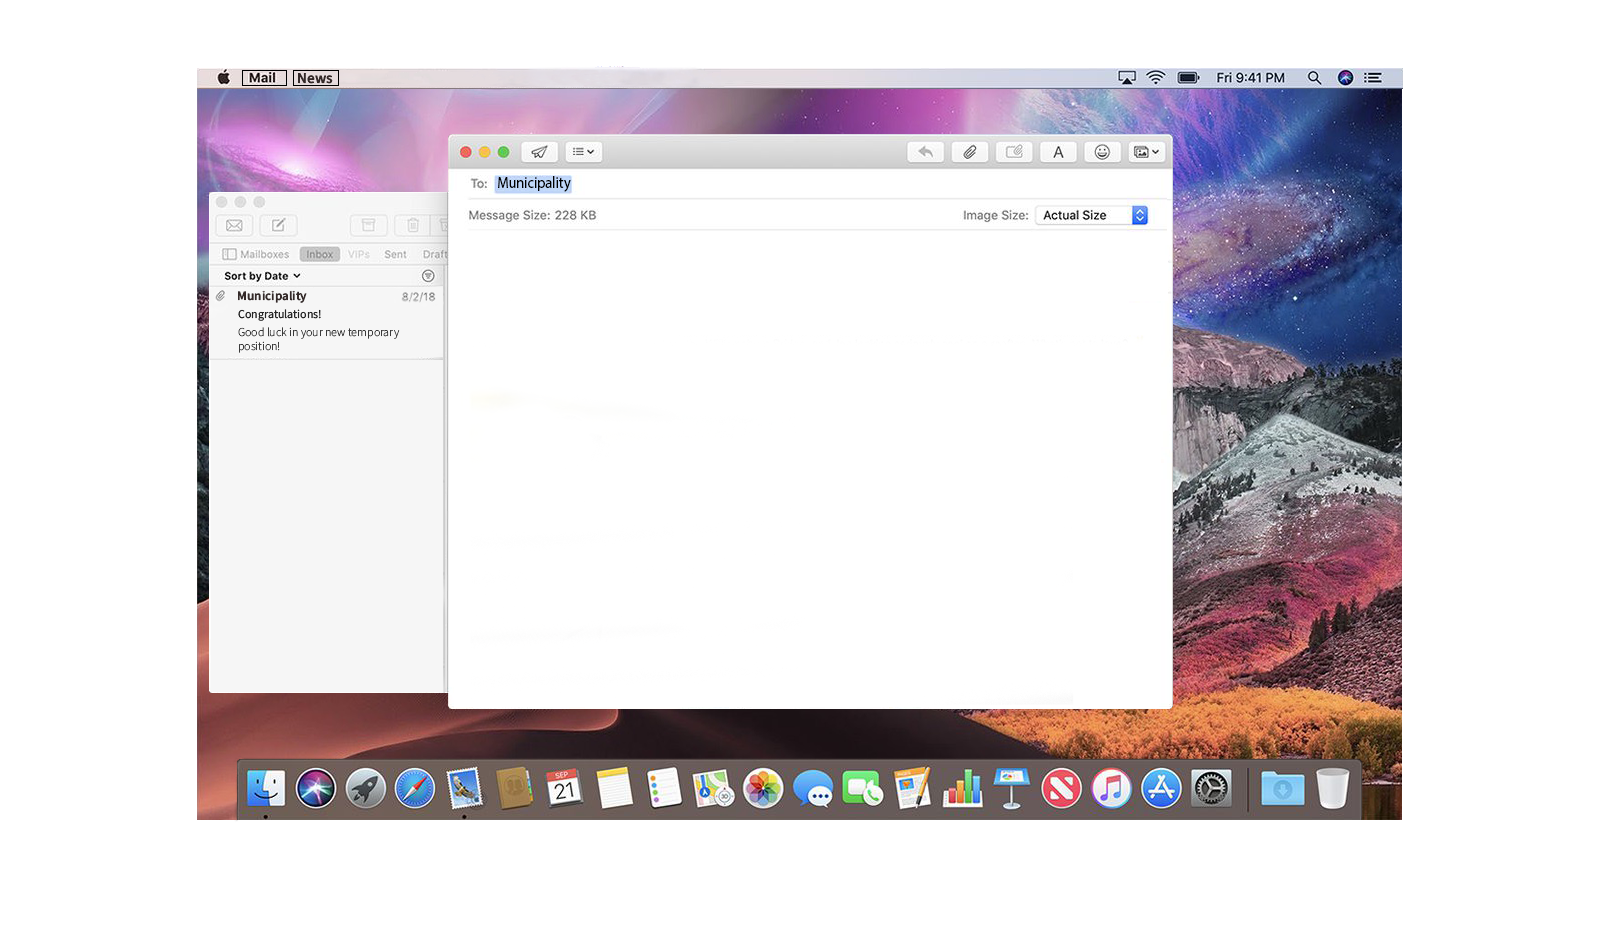 Mail News
Fri 9:41 PM
To: Municipality
Message Size: 228 KB
Image Size: Actual Size
A
Mailboxes Inbox VIPs Sent Draft
Sort by Date
Municipality 8/2/18
Congratulations!
Good luck in your new temporary
position!
SEP
21